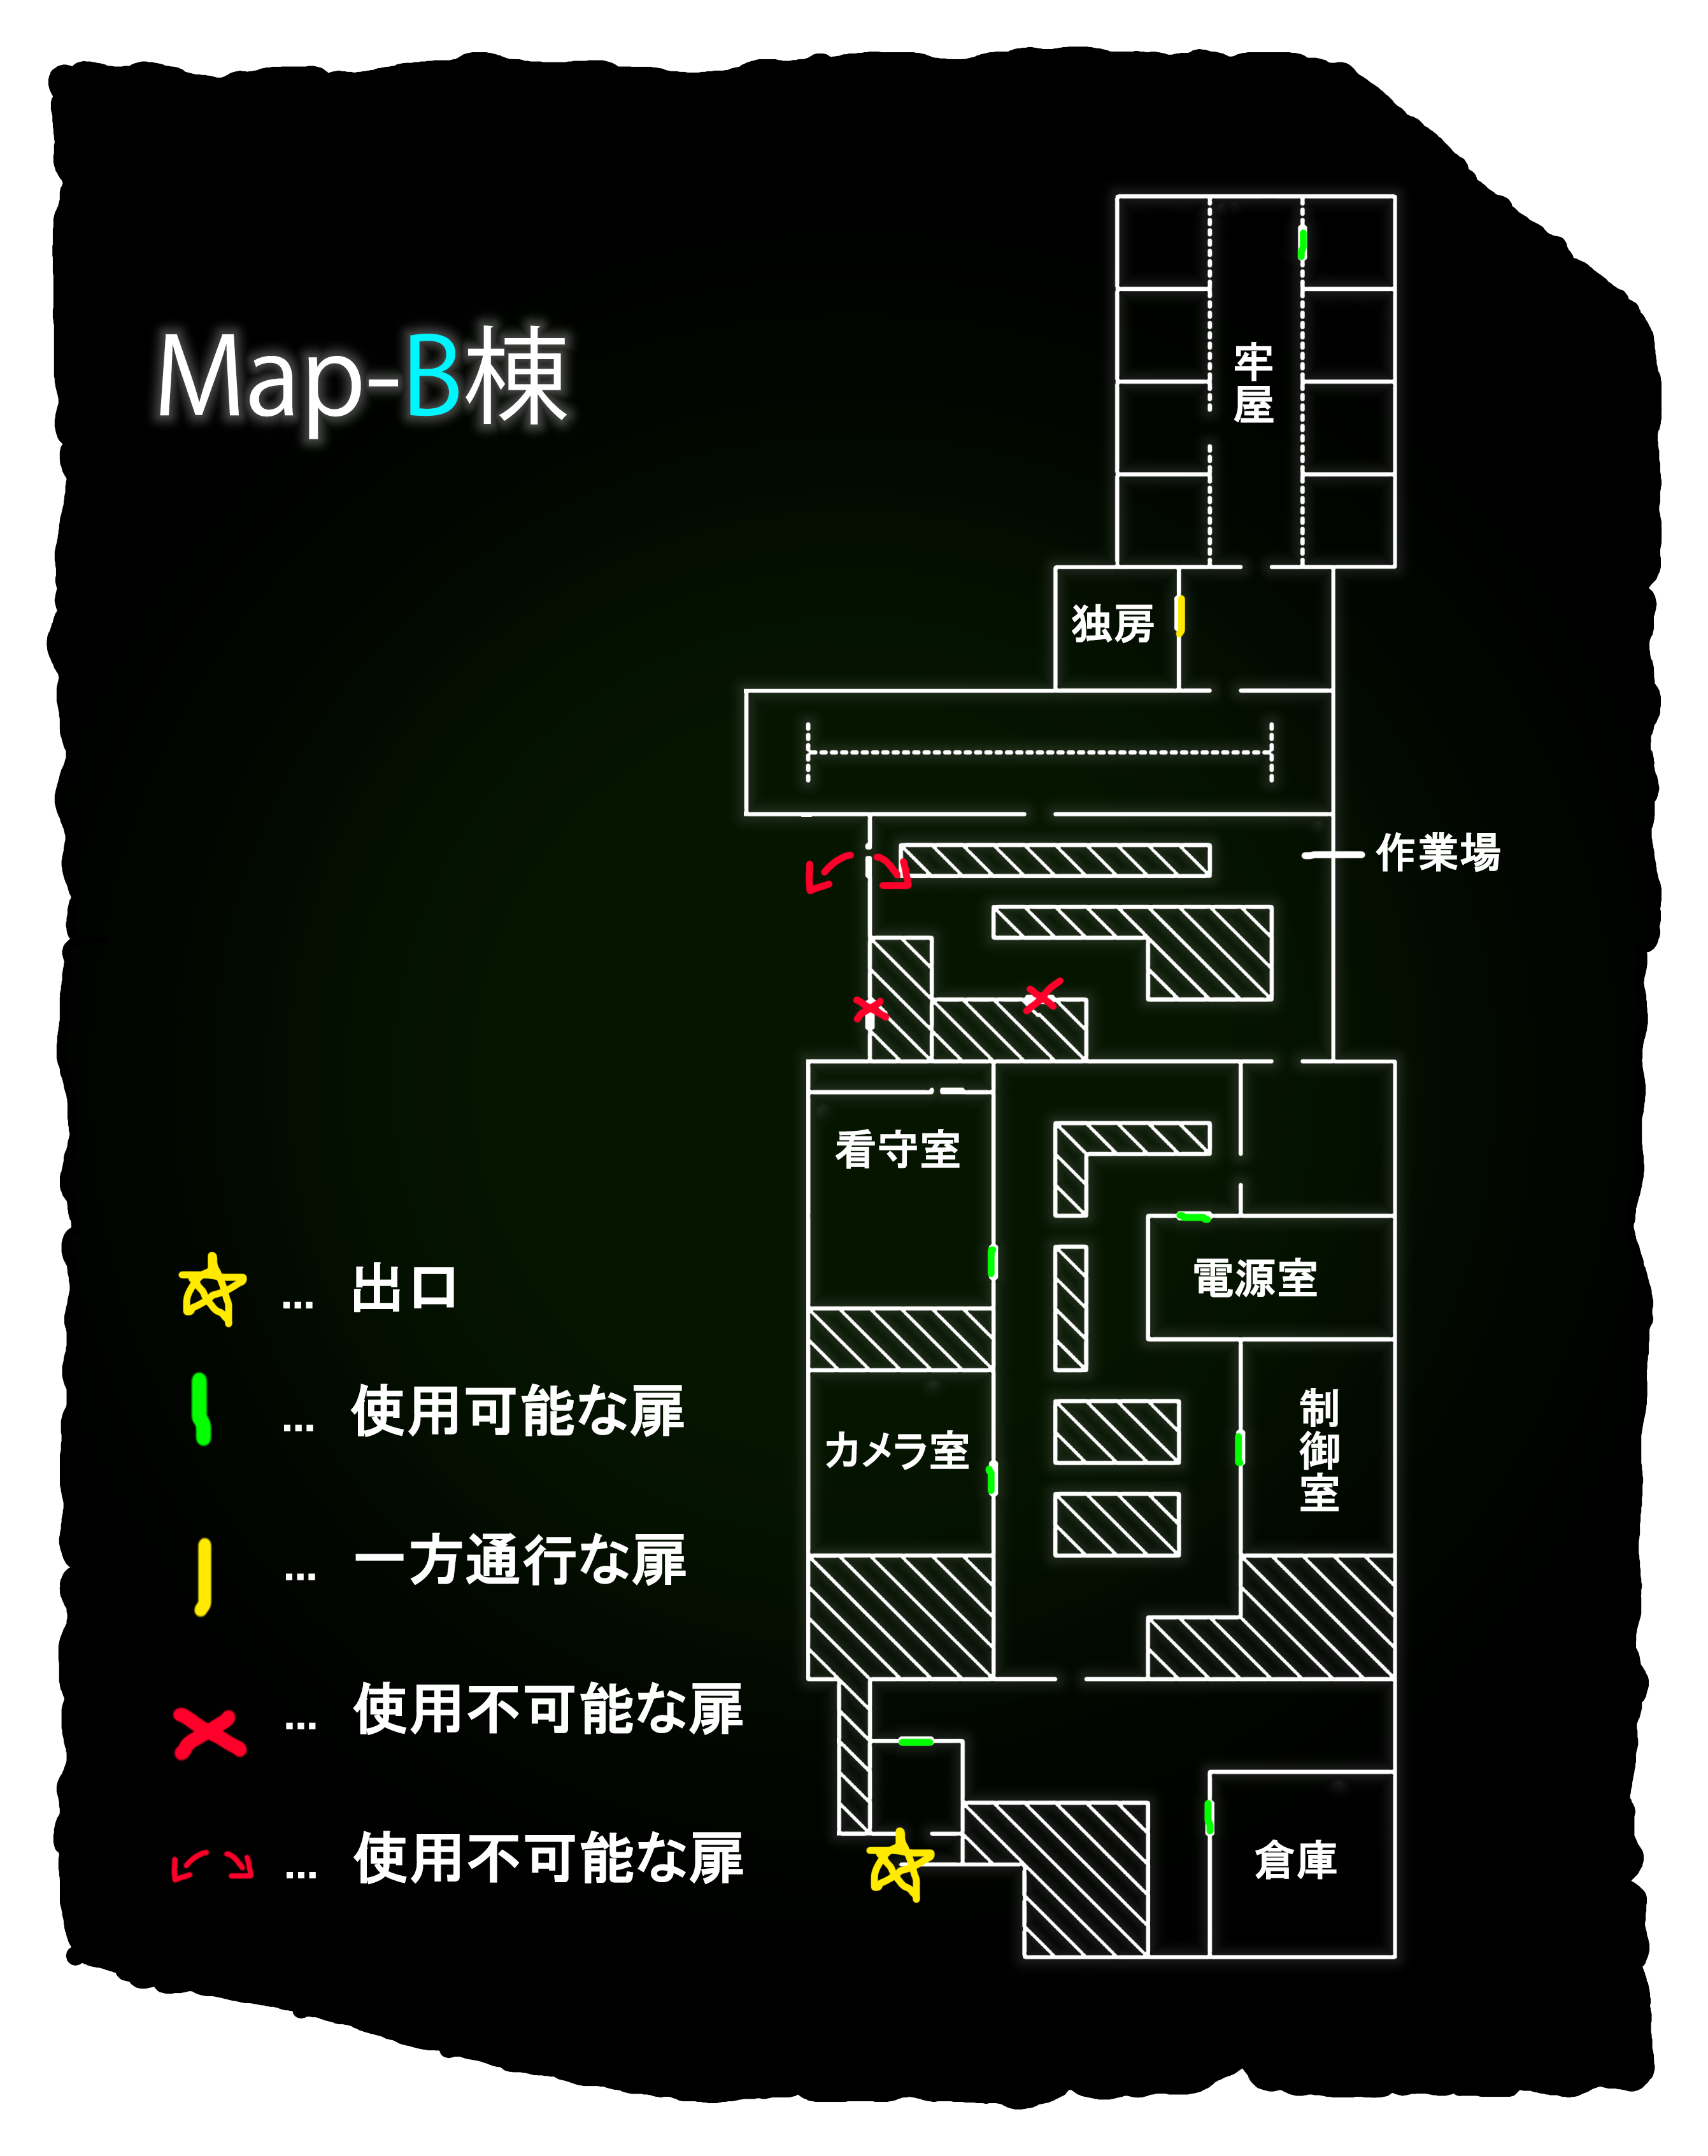 Map-B棟
牢屋
独房
作業場
看守室
電源室
カメラ室
制御室
倉庫
... 出口
... 使用可能な扉
... 一方通行な扉
... 使用不可能な扉
... 使用不可能な扉